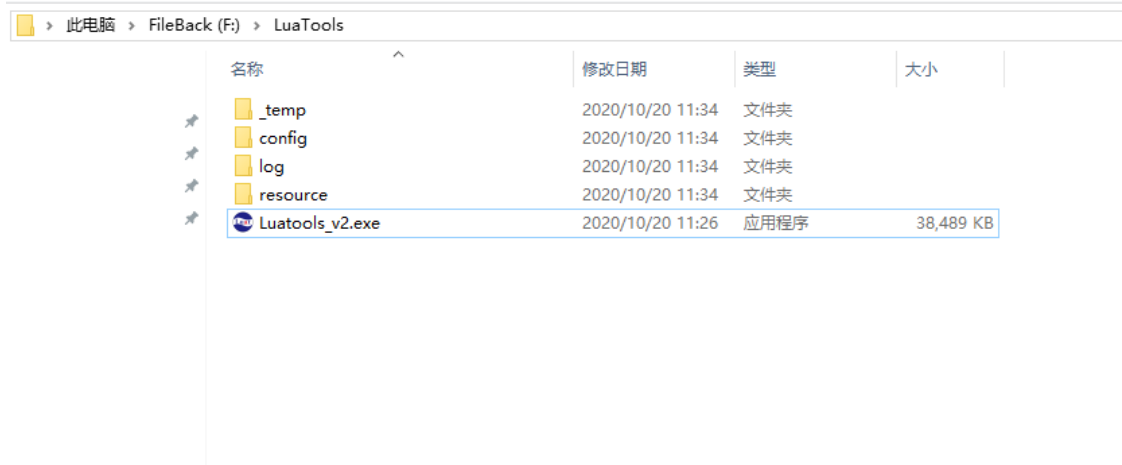 此电脑 › FileBack (F:) › LuaTools
名称 修改日期 类型 大小
_temp 2020/10/20 11:34 文件夹
config 2020/10/20 11:34 文件夹
log 2020/10/20 11:34 文件夹
resource 2020/10/20 11:34 文件夹
Luatools_v2.exe 2020/10/20 11:26 应用程序 38,489 KB